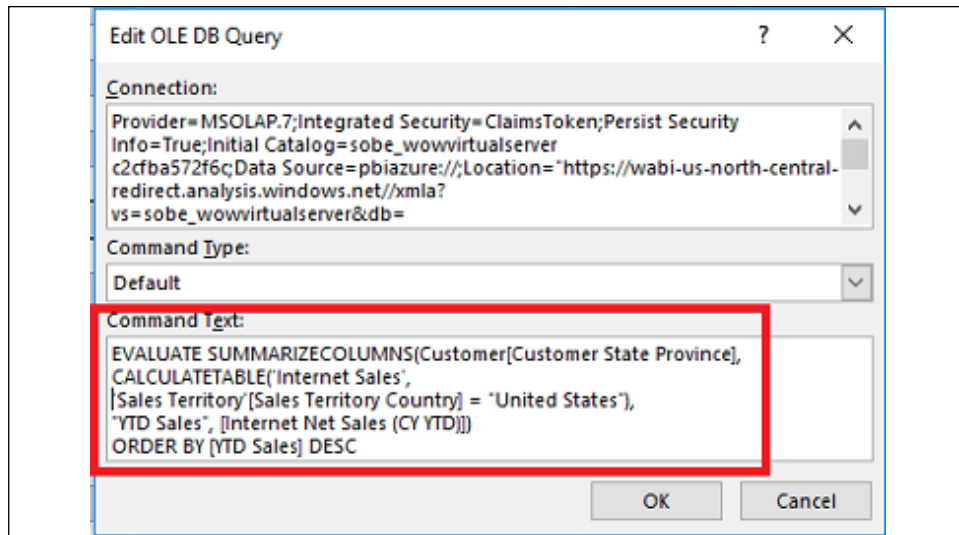 Edit OLE DB Query ? ×
Connection:
Provider=MSOLAP.7;Integrated Security=ClaimsToken;Persist Security
Info=True;Initial Catalog=sobe_wowvirtualserver
c2cfba572f6c;Data Source=pbiazure://;Location="https://wabi-us-north-central-
redirect.analysis.windows.net//xmla?
vs=sobe_wowvirtualserver&db=
Command Type:
Default
Command Text:
EVALUATE SUMMARIZECOLUMNS(Customer[Customer State Province],
CALCULATETABLE('Internet Sales',
'Sales Territory'[Sales Territory Country] = "United States"),
"YTD Sales", [Internet Net Sales (CY YTD)])
ORDER BY [YTD Sales] DESC
OK Cancel